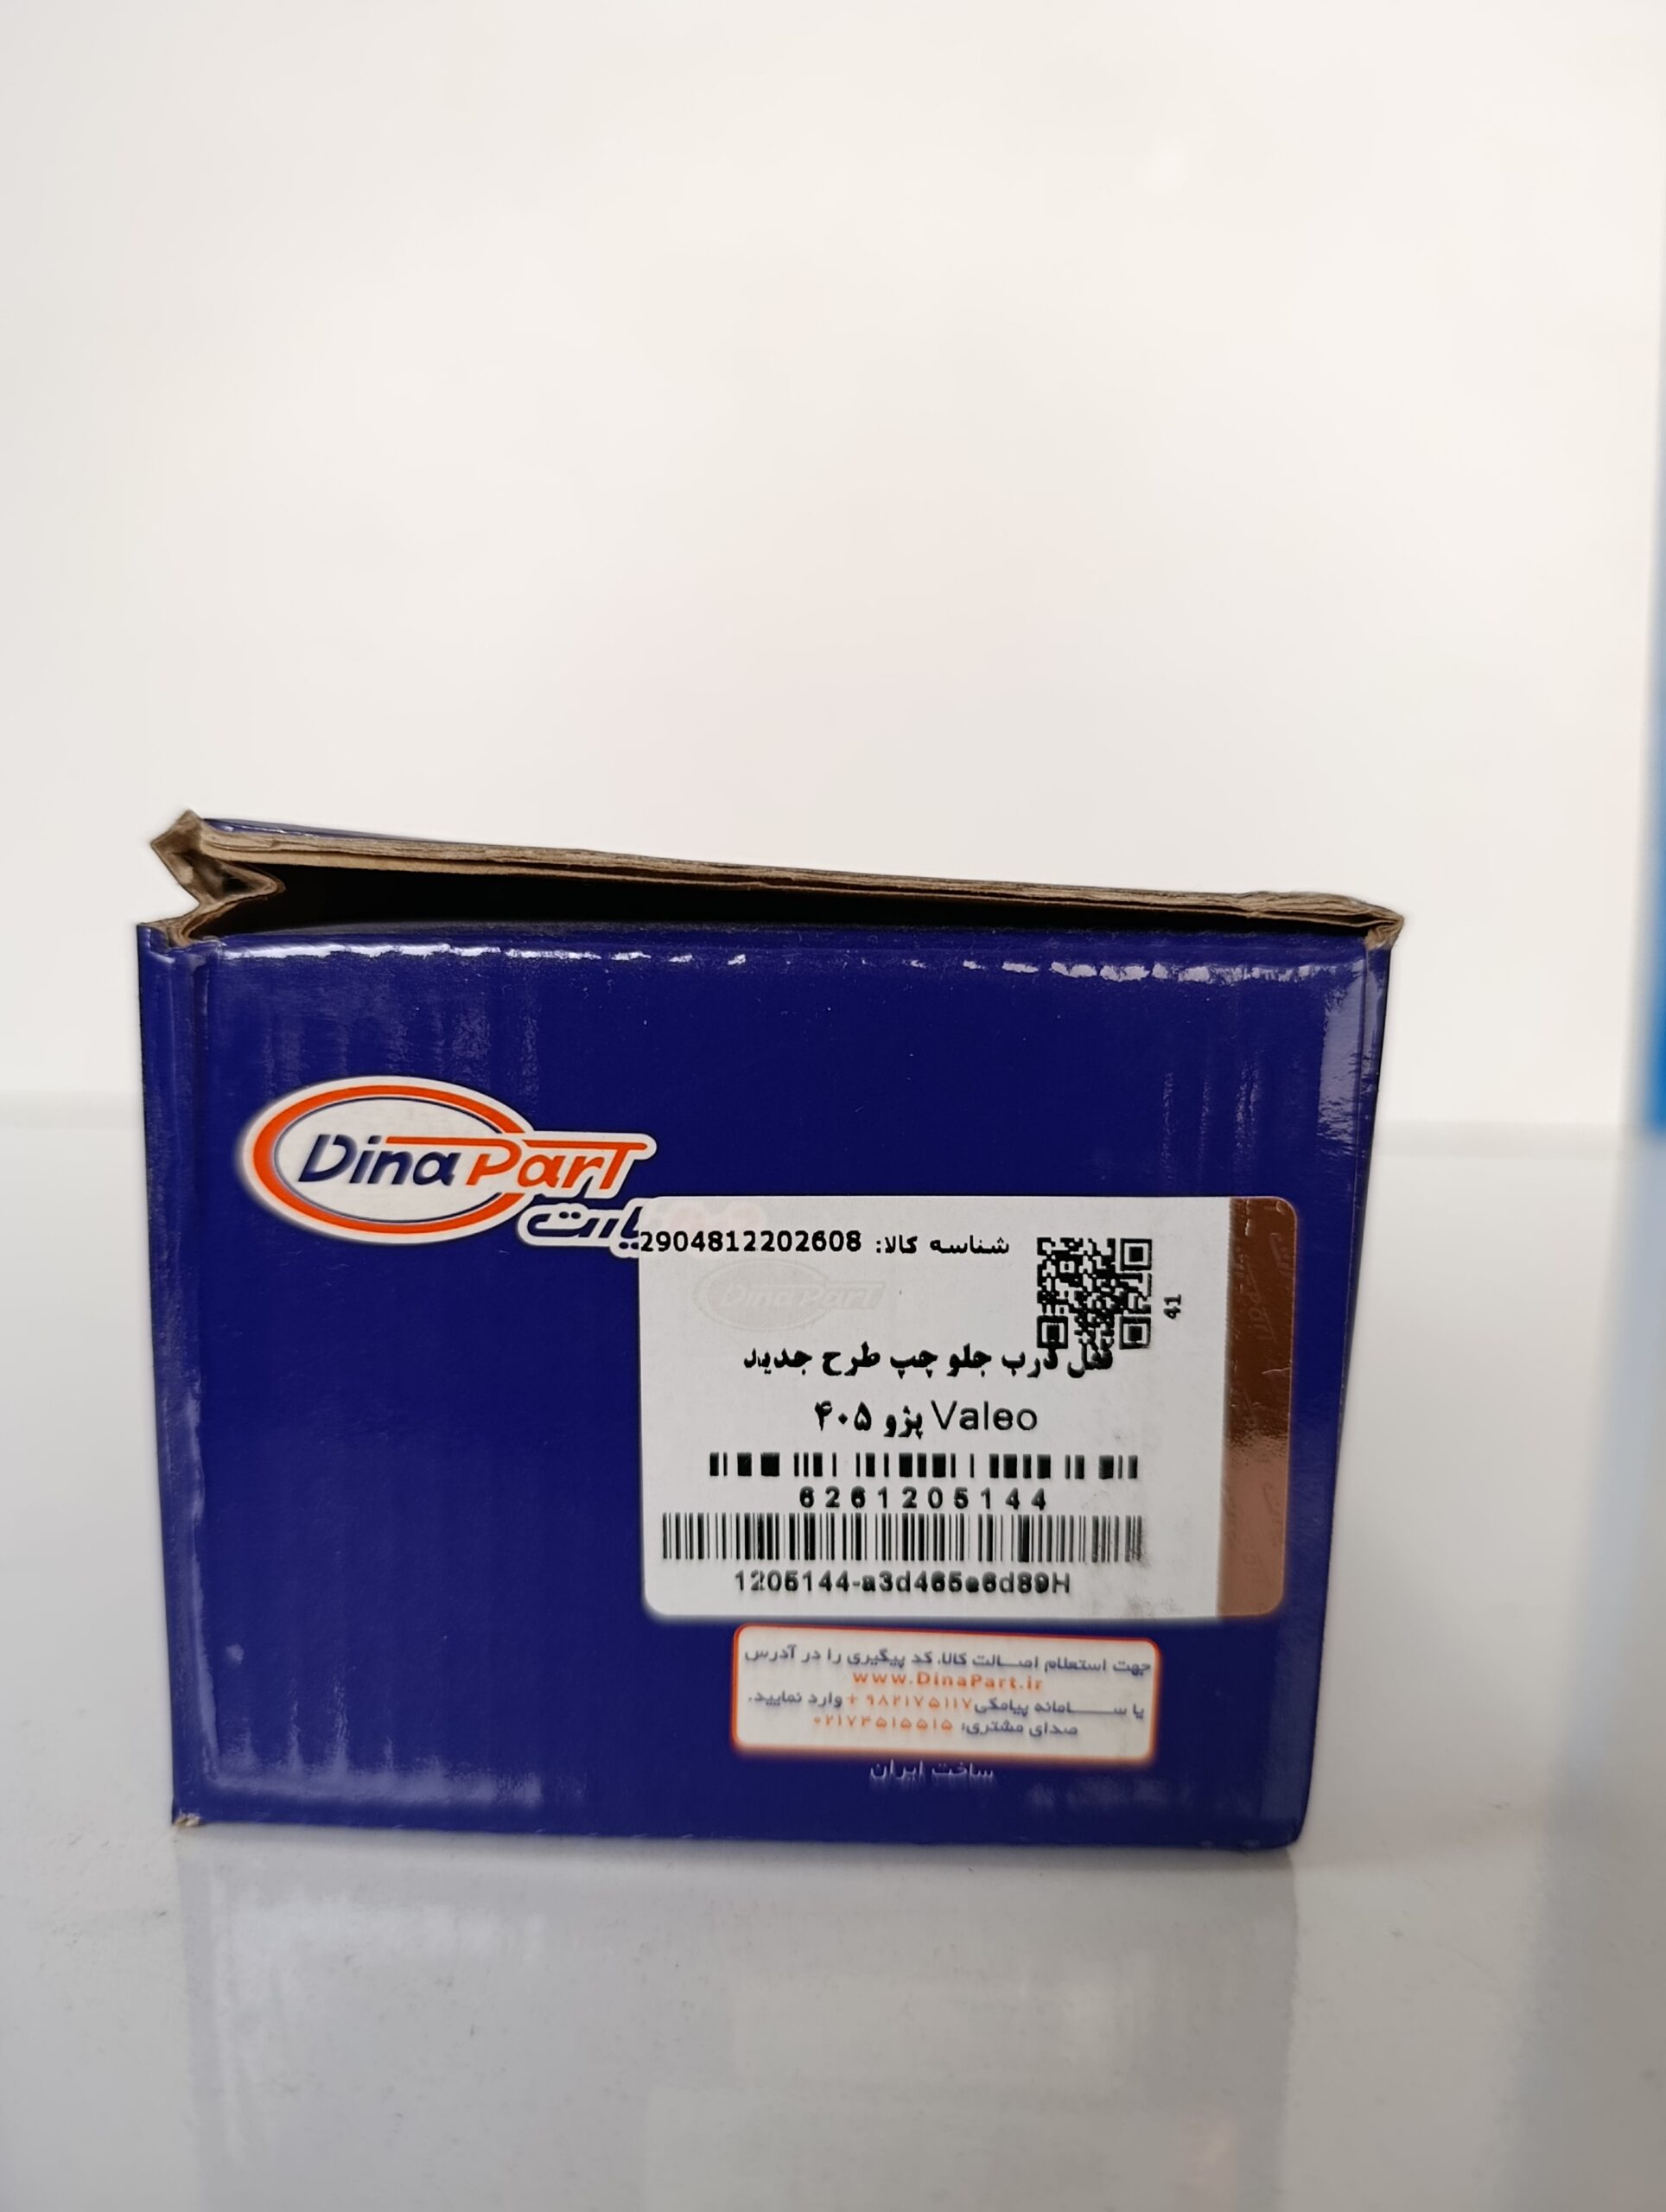 DinaPart
پارت
شناسه کالا: 2904812202608
41
DinaPart
قفل درب جلو چپ طرح جدید
Valeo پژو ۴۰۵
6261205144
1205144-a3d465e6d89H
جهت استعلام اصالت کالا، کد پیگیری را در آدرس
www.DinaPart.ir
یا سامانه پیامکی ۹۸۲۱۷۵۱۱۷+ وارد نمایید.
صدای مشتری: ۰۲۱۷۴۵۱۵۵۱۵
ساخت ایران